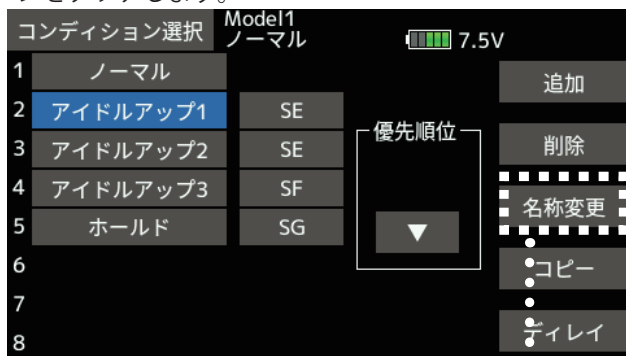 コンディション選択 Model1 ノーマル 7.5V
1 ノーマル
2 アイドルアップ1 SE
3 アイドルアップ2 SE
4 アイドルアップ3 SF
5 ホールド SG
6
7
8
優先順位
▼
追加
削除
名称変更
コピー
ディレイ